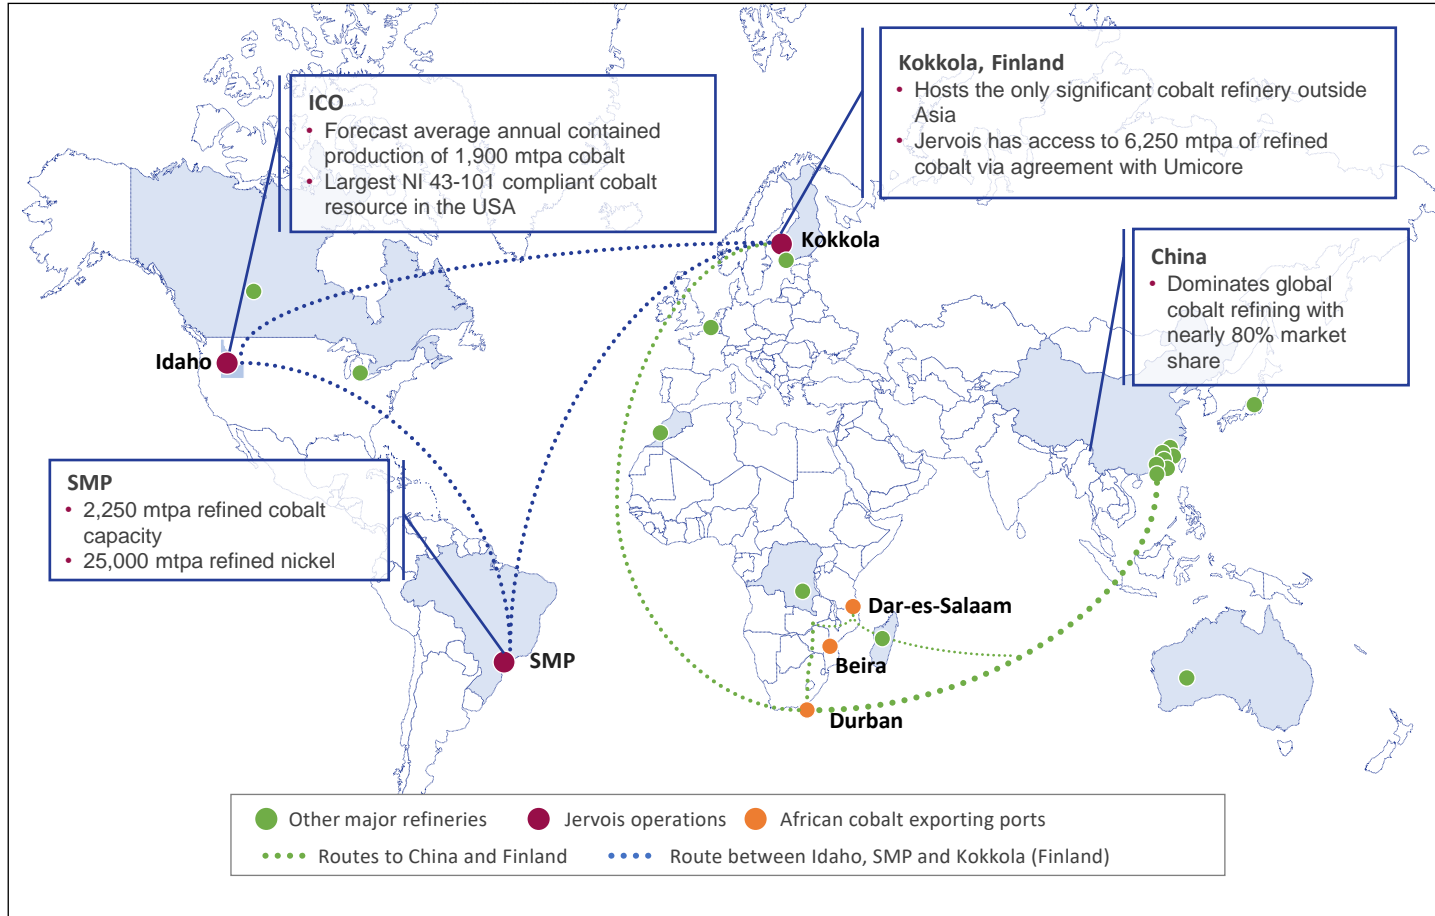 ICO
• Forecast average annual contained
production of 1,900 mtpa cobalt
• Largest NI 43-101 compliant cobalt
resource in the USA
Kokkola, Finland
• Hosts the only significant cobalt refinery outside
Asia
• Jervois has access to 6,250 mtpa of refined
cobalt via agreement with Umicore
Kokkola
China
• Dominates global
cobalt refining with
nearly 80% market
share
Idaho
SMP
• 2,250 mtpa refined cobalt
capacity
• 25,000 mtpa refined nickel
Dar-es-Salaam
SMP
Beira
Durban
Other major refineries
Jervois operations
African cobalt exporting ports
Routes to China and Finland
Route between Idaho, SMP and Kokkola (Finland)